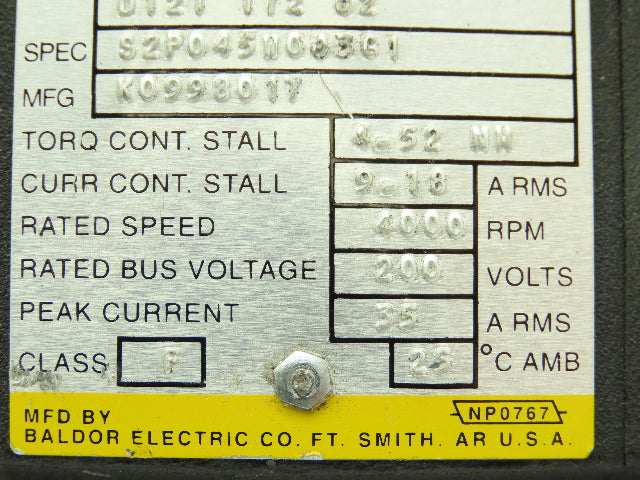 SPEC S2P045W063G1
MFG K0998017
TORQ CONT. STALL 4.52 NM
CURR CONT. STALL 9.18 A RMS
RATED SPEED 4000 RPM
RATED BUS VOLTAGE 200 VOLTS
PEAK CURRENT 35 A RMS
CLASS F 25 °C AMB
MFD BY NP0767
BALDOR ELECTRIC CO. FT. SMITH. AR U.S.A.